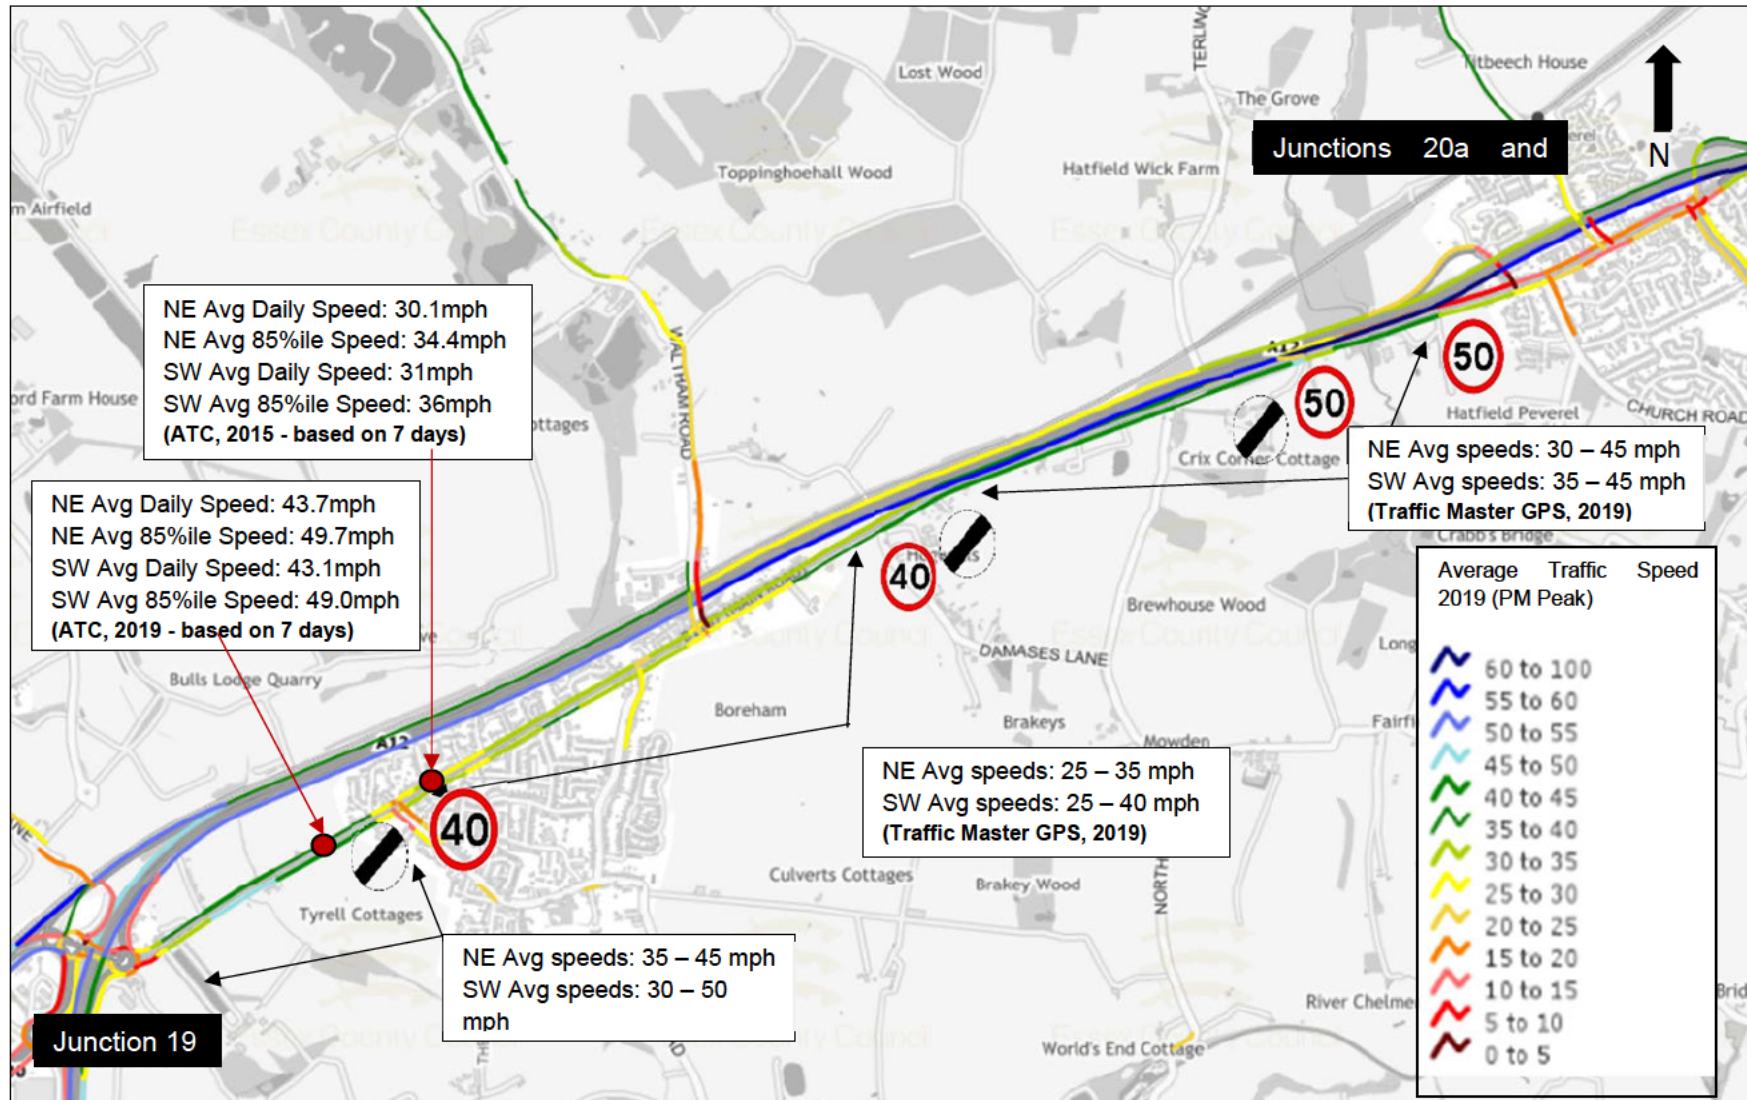 Lost Wood
TERLING
Titbeech House
The Grove
Junctions 20a and
N
Toppinghoehall Wood
Hatfield Wick Farm
m Airfield
Essex County Council
NE Avg Daily Speed: 30.1mph
NE Avg 85%ile Speed: 34.4mph
SW Avg Daily Speed: 31mph
SW Avg 85%ile Speed: 36mph
(ATC, 2015 - based on 7 days)
WALTHAM ROAD
A12
50
50
ord Farm House
ottages
Hatfield Peverel
CHURCH ROAD
Crix Corner Cottage
NE Avg speeds: 30 – 45 mph
SW Avg speeds: 35 – 45 mph
(Traffic Master GPS, 2019)
Crabb's Bridge
NE Avg Daily Speed: 43.7mph
NE Avg 85%ile Speed: 49.7mph
SW Avg Daily Speed: 43.1mph
SW Avg 85%ile Speed: 49.0mph
(ATC, 2019 - based on 7 days)
40
Brewhouse Wood
DAMASES LANE
Long
Bulls Lodge Quarry
Boreham
Brakeys
Mowden
Fairfi
A12
40
NE Avg speeds: 25 – 35 mph
SW Avg speeds: 25 – 40 mph
(Traffic Master GPS, 2019)
Culverts Cottages
Brakey Wood
NORTH
Tyrell Cottages
NE Avg speeds: 35 – 45 mph
SW Avg speeds: 30 – 50
mph
River Chelmer
Brid
Junction 19
World's End Cottage
Average Traffic Speed
2019 (PM Peak)
60 to 100
55 to 60
50 to 55
45 to 50
40 to 45
35 to 40
30 to 35
25 to 30
20 to 25
15 to 20
10 to 15
5 to 10
0 to 5